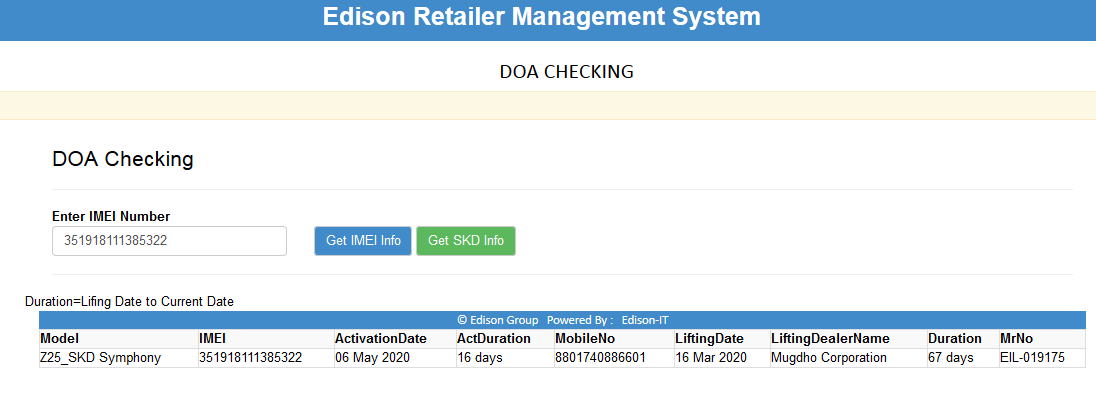 Edison Retailer Management System
DOA CHECKING
DOA Checking
Enter IMEI Number
351918111385322 Get IMEI Info Get SKD Info
Duration=Lifing Date to Current Date
© Edison Group Powered By : Edison-IT
Model IMEI ActivationDate ActDuration MobileNo LiftingDate LiftingDealerName Duration MrNo
Z25_SKD Symphony 351918111385322 06 May 2020 16 days 8801740886601 16 Mar 2020 Mugdho Corporation 67 days EIL-019175